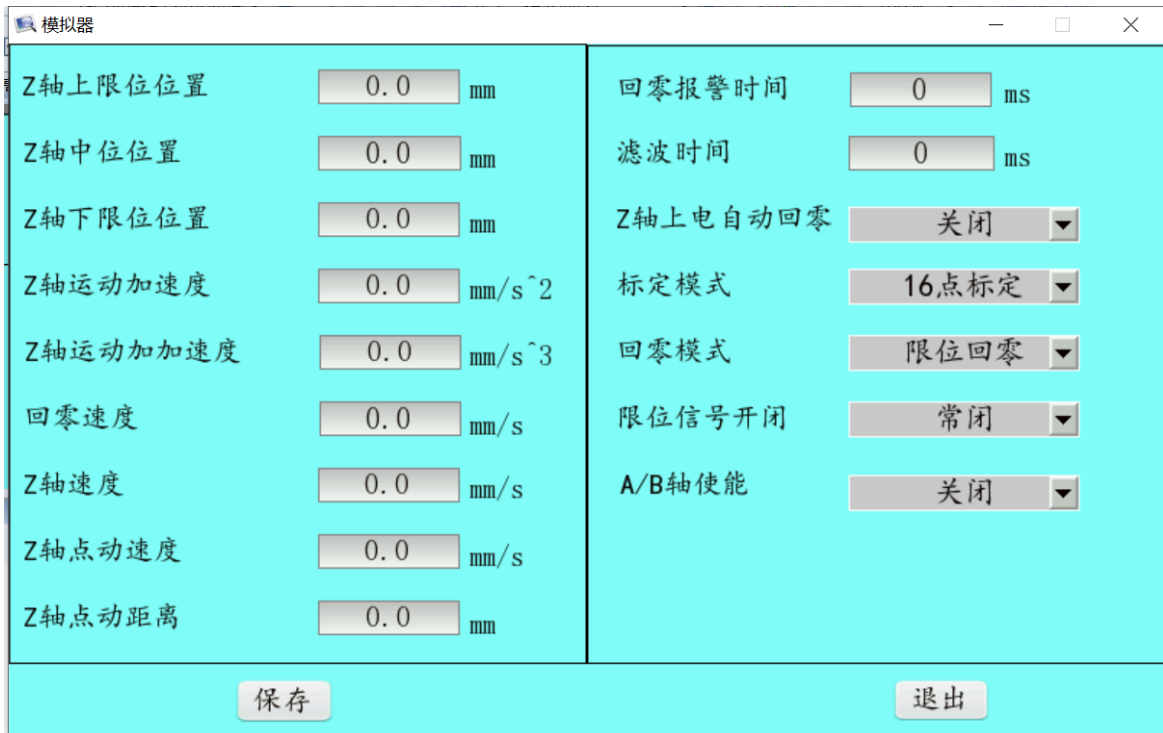 模拟器
Z轴上限位位置 0.0 mm
Z轴中位位置 0.0 mm
Z轴下限位位置 0.0 mm
Z轴运动加速度 0.0 mm/s^2
Z轴运动加加速度 0.0 mm/s^3
回零速度 0.0 mm/s
Z轴速度 0.0 mm/s
Z轴点动速度 0.0 mm/s
Z轴点动距离 0.0 mm
回零报警时间 0 ms
滤波时间 0 ms
Z轴上电自动回零 关闭
标定模式 16点标定
回零模式 限位回零
限位信号开闭 常闭
A/B轴使能 关闭
保存 退出